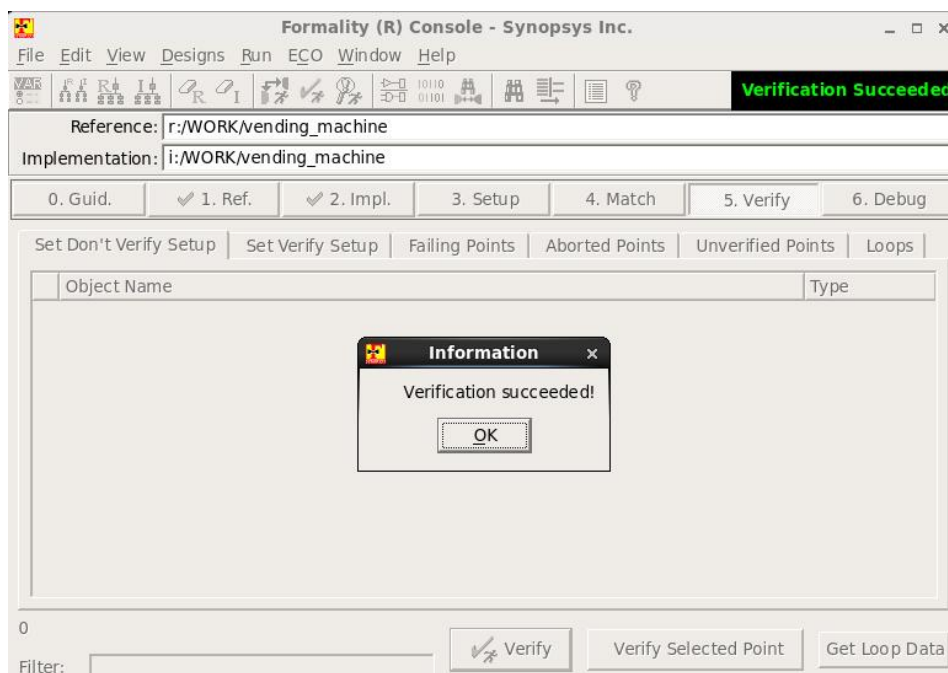 Formality (R) Console - Synopsys Inc.
File Edit View Designs Run ECO Window Help
Verification Succeeded
Reference: r:/WORK/vending_machine
Implementation: i:/WORK/vending_machine
0. Guid. 1. Ref. 2. Impl. 3. Setup 4. Match 5. Verify 6. Debug
Set Don't Verify Setup Set Verify Setup Failing Points Aborted Points Unverified Points Loops
Object Name Type
Information
Verification succeeded!
OK
0
Verify Verify Selected Point Get Loop Data
Filter: